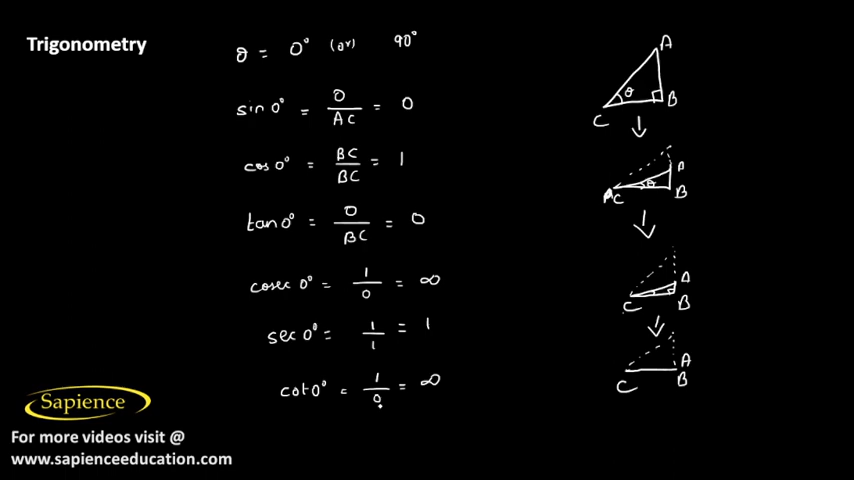 Trigonometry
θ = 0° (or) 90°
sin 0° = 0/AC = 0
cos 0° = BC/BC = 1
tan 0° = 0/BC = 0
cosec 0° = 1/0 = ∞
sec 0° = 1/1 = 1
cot 0° = 1/0 = ∞
A
θ
B
C
A
θ
C
B
A
C
B
A
C
B
Sapience
For more videos visit @
www.sapienceeducation.com